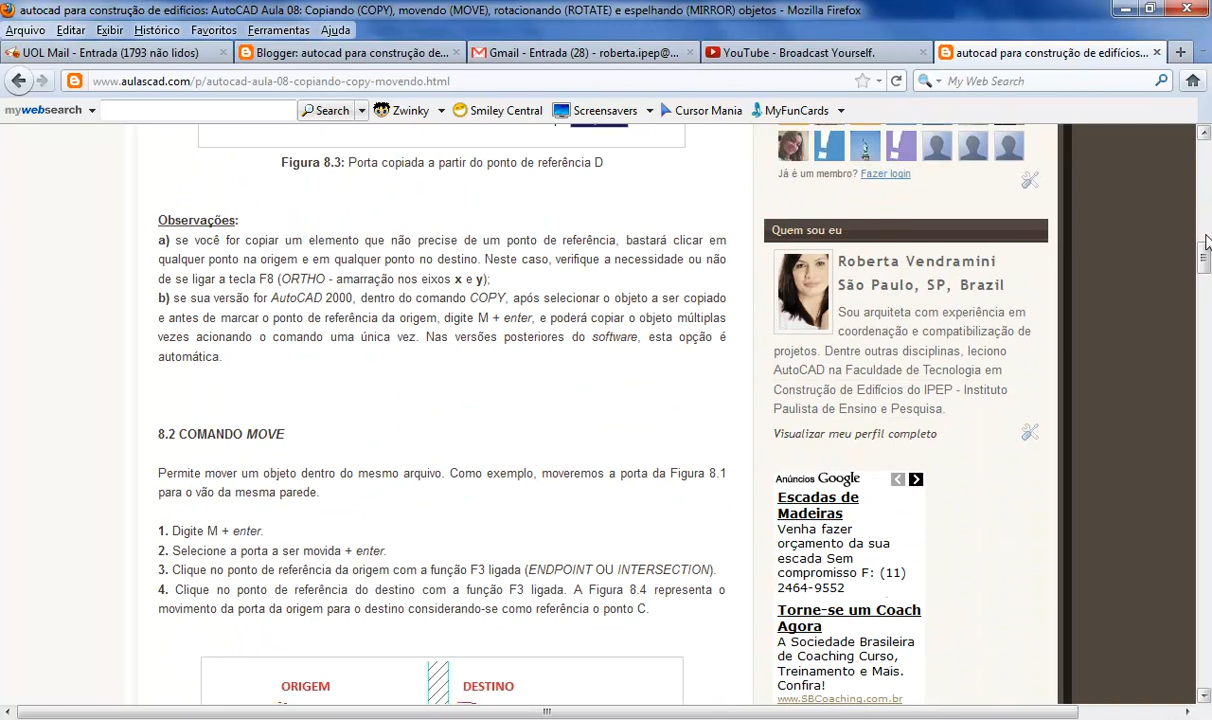 autocad para construção de edifícios: AutoCAD Aula 08: Copiando (COPY), movendo (MOVE), rotacionando (ROTATE) e espelhando (MIRROR) objetos - Mozilla Firefox
Arquivo Editar Exibir Histórico Favoritos Ferramentas Ajuda
UOL Mail - Entrada (1793 não lidos) Blogger: autocad para construção de... Gmail - Entrada (28) - roberta.ipep@... YouTube - Broadcast Yourself. autocad para construção de edifícios...
www.aulascad.com/p/autocad-aula-08-copiando-copy-movendo.html My Web Search
mywebsearch Search Zwinky Smiley Central Screensavers Cursor Mania MyFunCards
Figura 8.3: Porta copiada a partir do ponto de referência D
Observações:
a) se você for copiar um elemento que não precise de um ponto de referência, bastará clicar em
qualquer ponto na origem e em qualquer ponto no destino. Neste caso, verifique a necessidade ou não
de se ligar a tecla F8 (ORTHO - amarração nos eixos x e y);
b) se sua versão for AutoCAD 2000, dentro do comando COPY, após selecionar o objeto a ser copiado
e antes de marcar o ponto de referência da origem, digite M + enter, e poderá copiar o objeto múltiplas
vezes acionando o comando uma única vez. Nas versões posteriores do software, esta opção é
automática.
8.2 COMANDO MOVE
Permite mover um objeto dentro do mesmo arquivo. Como exemplo, moveremos a porta da Figura 8.1
para o vão da mesma parede.
1. Digite M + enter.
2. Selecione a porta a ser movida + enter.
3. Clique no ponto de referência da origem com a função F3 ligada (ENDPOINT OU INTERSECTION).
4. Clique no ponto de referência do destino com a função F3 ligada. A Figura 8.4 representa o
movimento da porta da origem para o destino considerando-se como referência o ponto C.
ORIGEM DESTINO
Já é um membro? Fazer login
Quem sou eu
Roberta Vendramini
São Paulo, SP, Brazil
Sou arquiteta com experiência em
coordenação e compatibilização de
projetos. Dentre outras disciplinas, leciono
AutoCAD na Faculdade de Tecnologia em
Construção de Edifícios do IPEP - Instituto
Paulista de Ensino e Pesquisa.
Visualizar meu perfil completo
Anúncios Google
Escadas de
Madeiras
Venha fazer
orçamento da sua
escada Sem
compromisso F: (11)
2464-9552
Torne-se um Coach
Agora
A Sociedade Brasileira
de Coaching Curso,
Treinamento e Mais.
Confira!
www.SBCoaching.com.br